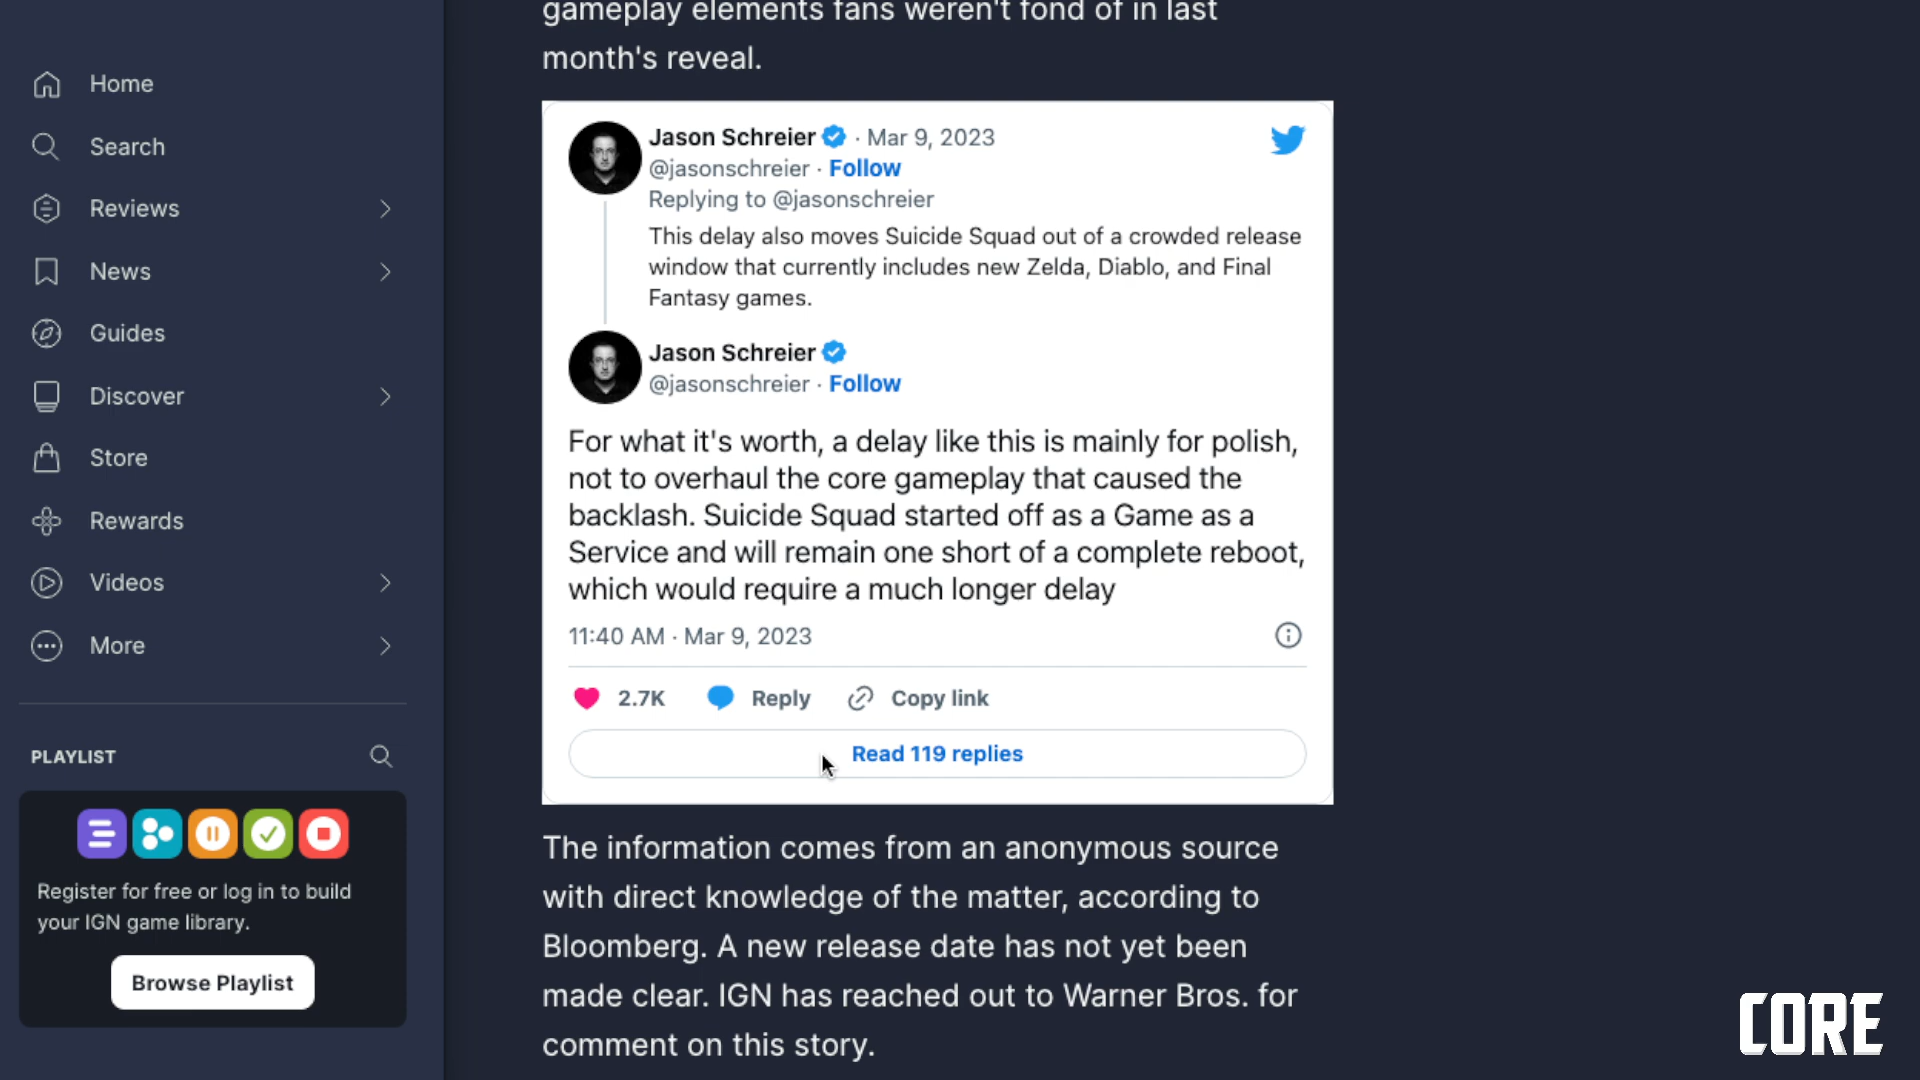 gameplay elements fans weren't fond of in last
month's reveal.
Home
Search
Reviews
News
Guides
Discover
Store
Rewards
Videos
More
PLAYLIST
Register for free or log in to build
your IGN game library.
Browse Playlist
Jason Schreier · Mar 9, 2023
@jasonschreier · Follow
Replying to @jasonschreier
This delay also moves Suicide Squad out of a crowded release
window that currently includes new Zelda, Diablo, and Final
Fantasy games.
Jason Schreier
@jasonschreier · Follow
For what it's worth, a delay like this is mainly for polish,
not to overhaul the core gameplay that caused the
backlash. Suicide Squad started off as a Game as a
Service and will remain one short of a complete reboot,
which would require a much longer delay
11:40 AM · Mar 9, 2023
2.7K Reply Copy link
Read 119 replies
The information comes from an anonymous source
with direct knowledge of the matter, according to
Bloomberg. A new release date has not yet been
made clear. IGN has reached out to Warner Bros. for
comment on this story.
CORE